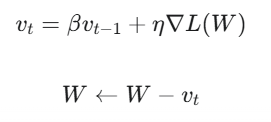 v_t = βv_{t−1} + η∇L(W)
W ← W − v_t